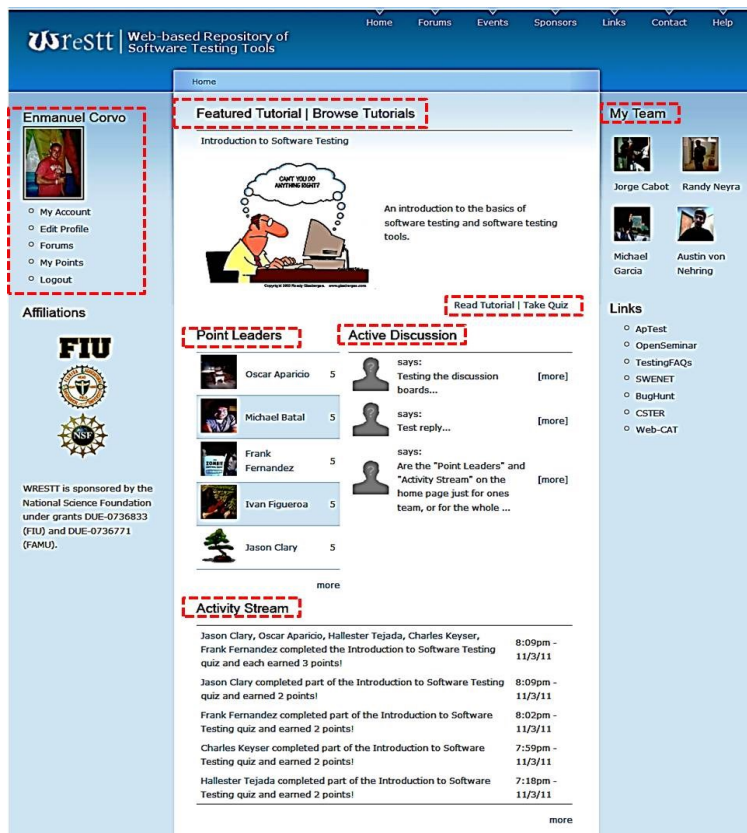 Home Forums Events Sponsors Links Contact Help
WreStt | Web-based Repository of
Software Testing Tools
Home
Enmanuel Corvo
My Account
Edit Profile
Forums
My Points
Logout
Affiliations
FIU
NSF
WRESTT is sponsored by the
National Science Foundation
under grants DUE-0736833
(FIU) and DUE-0736771
(FAMU).
Featured Tutorial | Browse Tutorials
Introduction to Software Testing
CAN'T YOU DO
ANYTHING RIGHT?
An introduction to the basics of
software testing and software testing
tools.
Read Tutorial | Take Quiz
Point Leaders
Oscar Aparicio 5
Michael Batal 5
Frank
Fernandez 5
Ivan Figueroa 5
Jason Clary 5
more
Active Discussion
says:
Testing the discussion
boards... [more]
says:
Test reply... [more]
says:
Are the "Point Leaders" and
"Activity Stream" on the [more]
home page just for ones
team, or for the whole ...
Activity Stream
Jason Clary, Oscar Aparicio, Hallester Tejada, Charles Keyser,
Frank Fernandez completed the Introduction to Software Testing
quiz and each earned 3 points!
8:09pm -
11/3/11
Jason Clary completed part of the Introduction to Software Testing
quiz and earned 2 points!
8:09pm -
11/3/11
Frank Fernandez completed part of the Introduction to Software
Testing quiz and earned 2 points!
8:02pm -
11/3/11
Charles Keyser completed part of the Introduction to Software
Testing quiz and earned 2 points!
7:59pm -
11/3/11
Hallester Tejada completed part of the Introduction to Software
Testing quiz and earned 2 points!
7:18pm -
11/3/11
more
My Team
Jorge Cabot
Randy Neyra
Michael
Garcia
Austin von
Nehring
Links
ApTest
OpenSeminar
TestingFAQs
SWENET
BugHunt
CSTER
Web-CAT